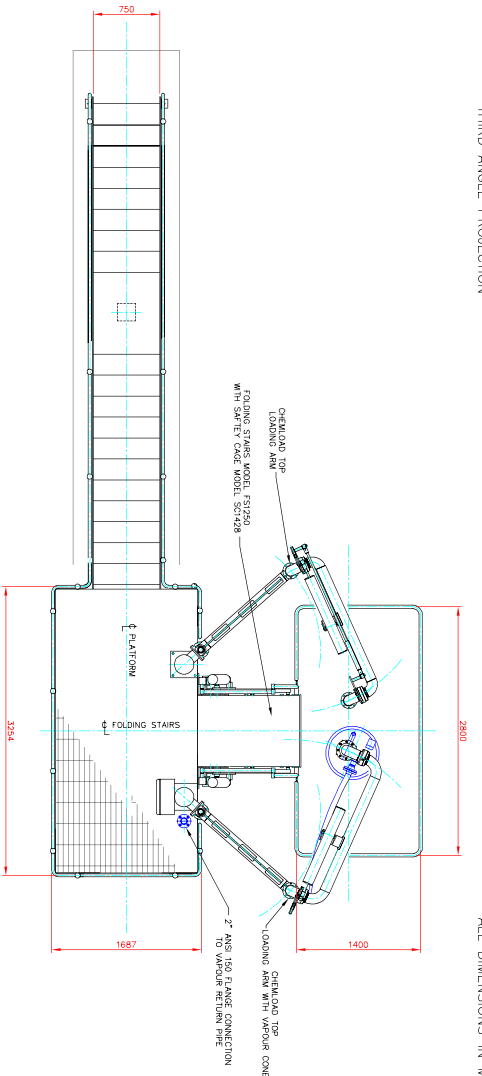 THIRD ANGLE PROJECTION
ALL DIMENSIONS IN M
750
CHEMLOAD TOP
LOADING ARM
FOLDING STAIRS MODEL FS1250
WITH SAFTEY CAGE MODEL SC1428
℄ PLATFORM
℄ FOLDING STAIRS
3254
2800
1687
1400
CHEMLOAD TOP
LOADING ARM WITH VAPOUR CONE
2" ANSI 150 FLANGE CONNECTION
TO VAPOUR RETURN PIPE